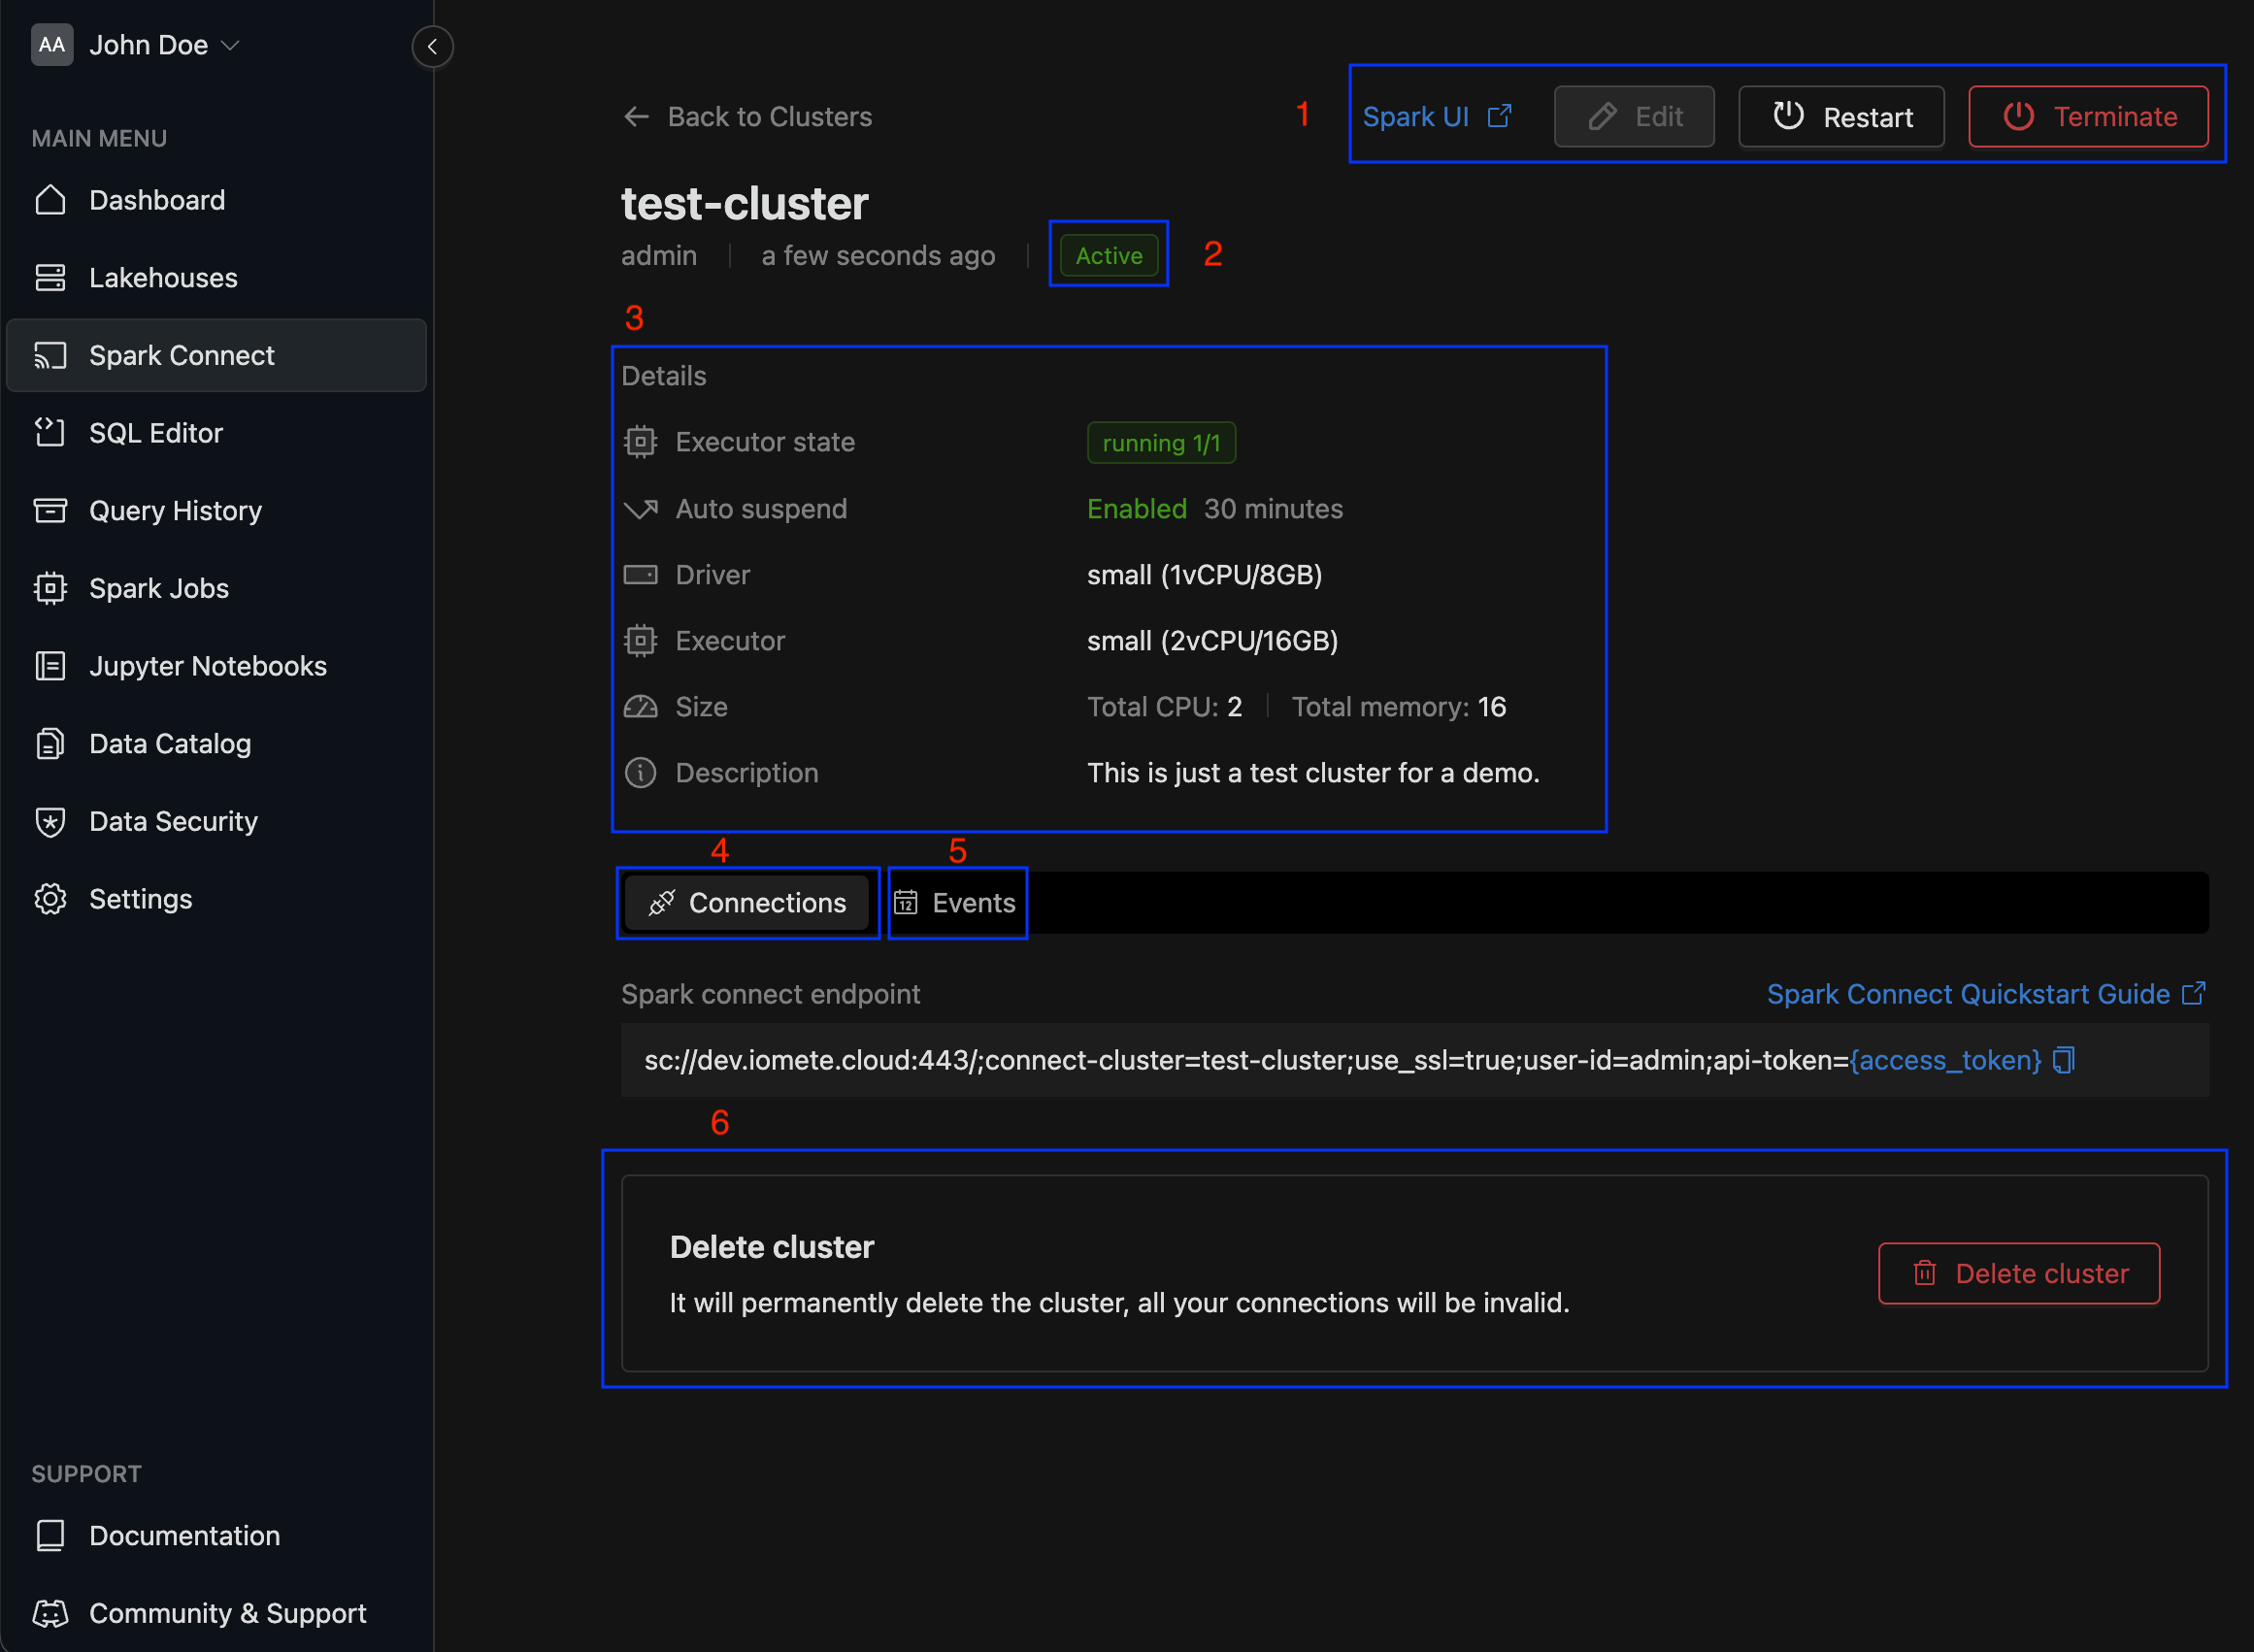 AA John Doe
MAIN MENU
Dashboard
Lakehouses
Spark Connect
SQL Editor
Query History
Spark Jobs
Jupyter Notebooks
Data Catalog
Data Security
Settings
SUPPORT
Documentation
Community & Support
Back to Clusters
1
Spark UI
Edit
Restart
Terminate
test-cluster
admin a few seconds ago Active 2
3
Details
Executor state running 1/1
Auto suspend Enabled 30 minutes
Driver small (1vCPU/8GB)
Executor small (2vCPU/16GB)
Size Total CPU: 2 Total memory: 16
Description This is just a test cluster for a demo.
4 5
Connections 12 Events
Spark connect endpoint Spark Connect Quickstart Guide
sc://dev.iomete.cloud:443/;connect-cluster=test-cluster;use_ssl=true;user-id=admin;api-token={access_token}
6
Delete cluster
It will permanently delete the cluster, all your connections will be invalid.
Delete cluster